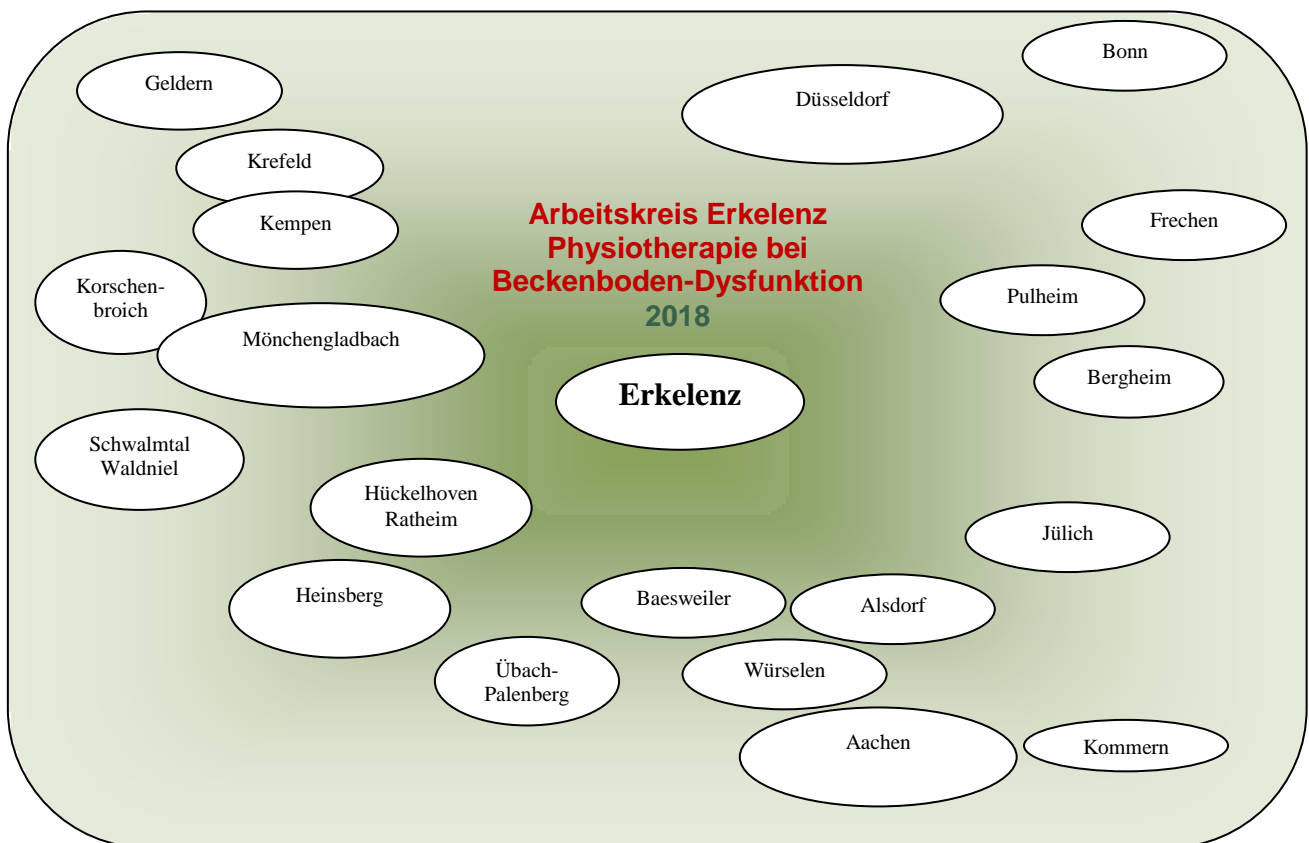 Bonn
Geldern
Düsseldorf
Krefeld
Kempen
Arbeitskreis Erkelenz
Physiotherapie bei
Beckenboden-Dysfunktion
2018
Frechen
Korschen-
broich
Pulheim
Mönchengladbach
Erkelenz
Bergheim
Schwalmtal
Waldniel
Hückelhoven
Ratheim
Jülich
Heinsberg
Baesweiler
Alsdorf
Übach-
Palenberg
Würselen
Aachen
Kommern